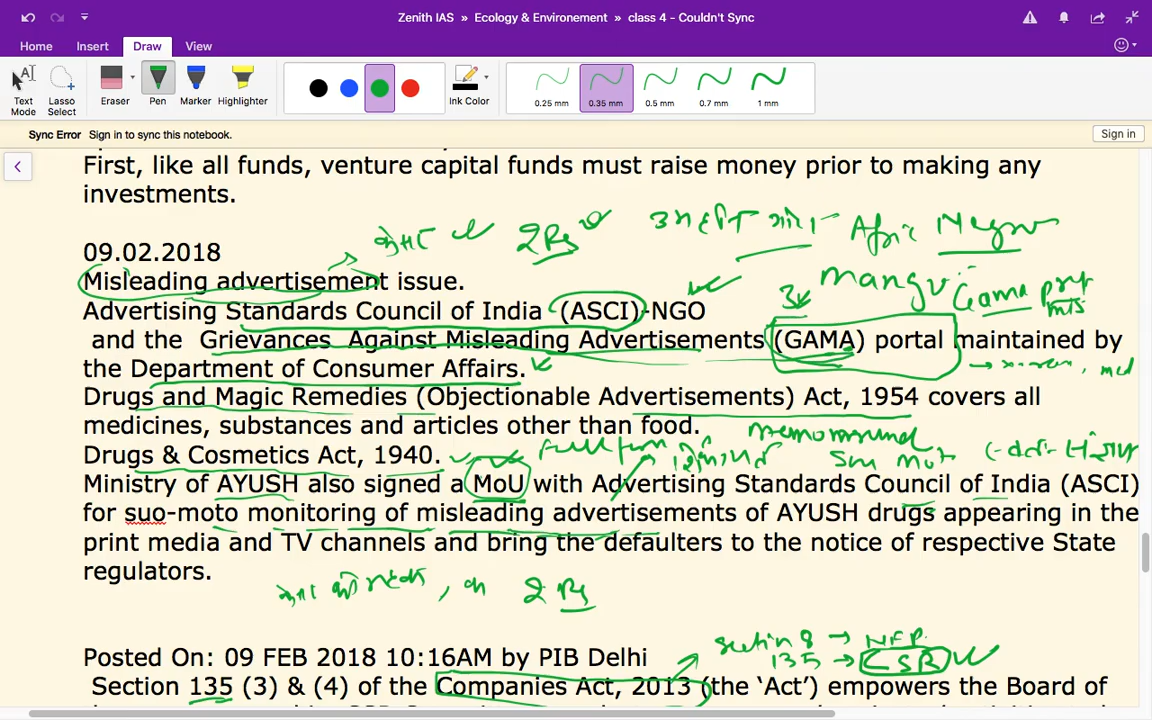 Zenith IAS » Ecology & Environement » class 4 – Couldn't Sync
Home Insert Draw View
Text Mode Lasso Select Eraser Pen Marker Highlighter Ink Color 0.25 mm 0.35 mm 0.5 mm 0.7 mm 1 mm
Sync Error Sign in to sync this notebook. Sign in
First, like all funds, venture capital funds must raise money prior to making any
investments.
2Rs
09.02.2018
Misleading advertisement issue.
Advertising Standards Council of India (ASCI)-NGO
and the Grievances Against Misleading Advertisements (GAMA) portal maintained by
the Department of Consumer Affairs.
Drugs and Magic Remedies (Objectionable Advertisements) Act, 1954 covers all
medicines, substances and articles other than food.
Drugs & Cosmetics Act, 1940.
Ministry of AYUSH also signed a MoU with Advertising Standards Council of India (ASCI)
for suo-moto monitoring of misleading advertisements of AYUSH drugs appearing in the
print media and TV channels and bring the defaulters to the notice of respective State
regulators.
2 Rs
section 8 → NFP
135 → CSR
Posted On: 09 FEB 2018 10:16AM by PIB Delhi
Section 135 (3) & (4) of the Companies Act, 2013 (the ‘Act’) empowers the Board of